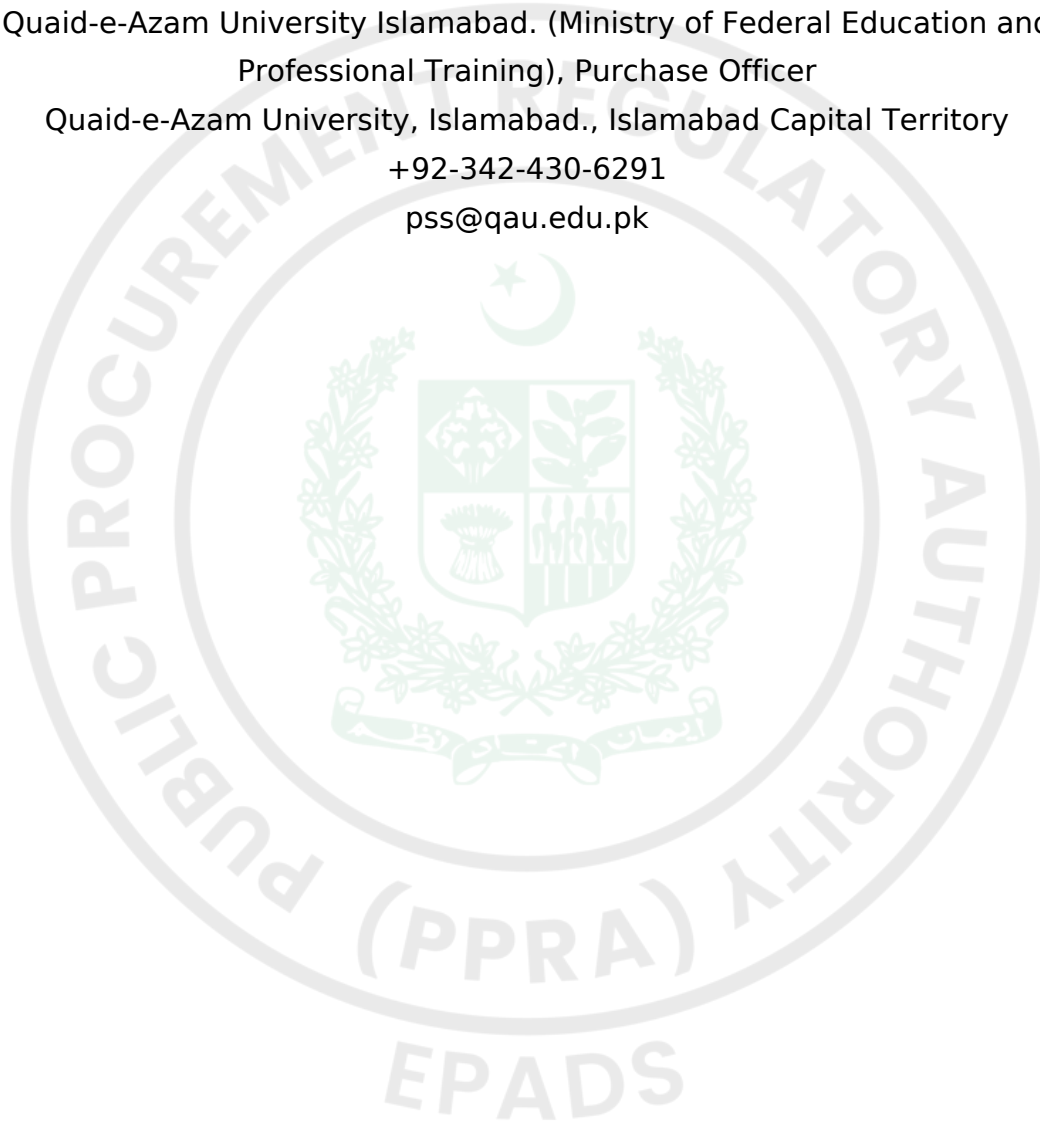 Quaid-e-Azam University Islamabad. (Ministry of Federal Education and
Professional Training), Purchase Officer
Quaid-e-Azam University, Islamabad., Islamabad Capital Territory
+92-342-430-6291
pss@qau.edu.pk
PUBLIC PROCUREMENT REGULATORY AUTHORITY
(PPRA)
EPADS